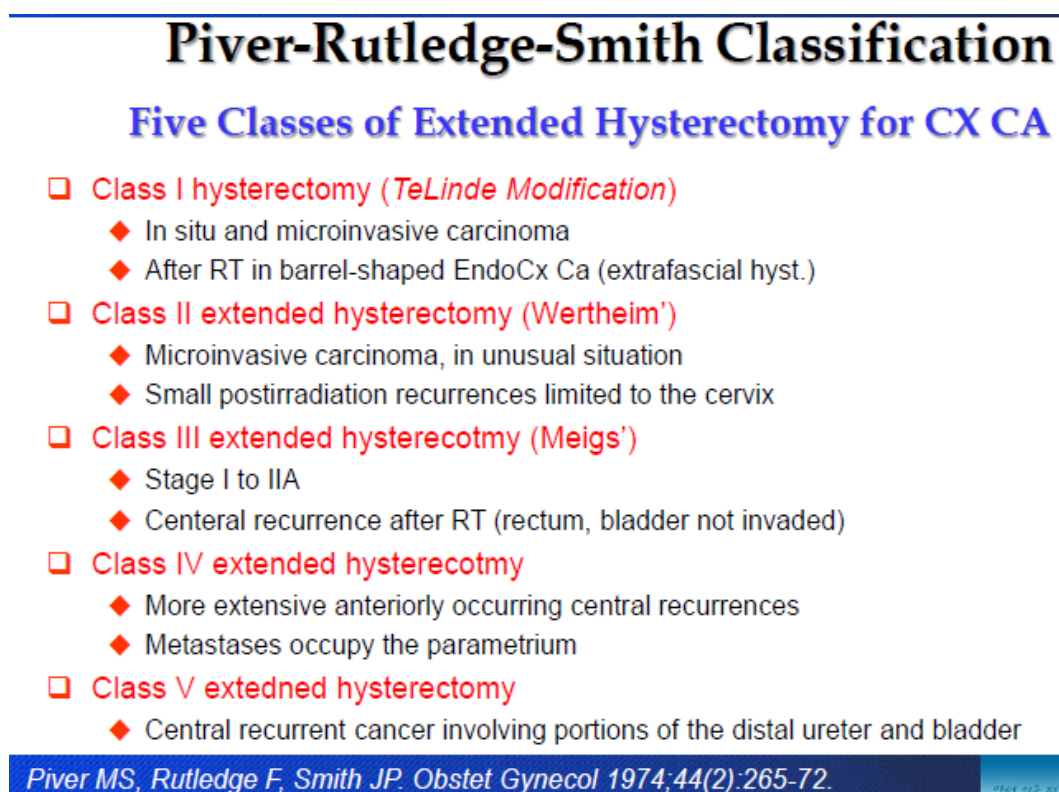 Piver-Rutledge-Smith Classification
Five Classes of Extended Hysterectomy for CX CA
Class I hysterectomy (TeLinde Modification)
In situ and microinvasive carcinoma
After RT in barrel-shaped EndoCx Ca (extrafascial hyst.)
Class II extended hysterectomy (Wertheim')
Microinvasive carcinoma, in unusual situation
Small postirradiation recurrences limited to the cervix
Class III extended hysterecotmy (Meigs')
Stage I to IIA
Centeral recurrence after RT (rectum, bladder not invaded)
Class IV extended hysterecotmy
More extensive anteriorly occurring central recurrences
Metastases occupy the parametrium
Class V extedned hysterectomy
Central recurrent cancer involving portions of the distal ureter and bladder
Piver MS, Rutledge F, Smith JP. Obstet Gynecol 1974;44(2):265-72.